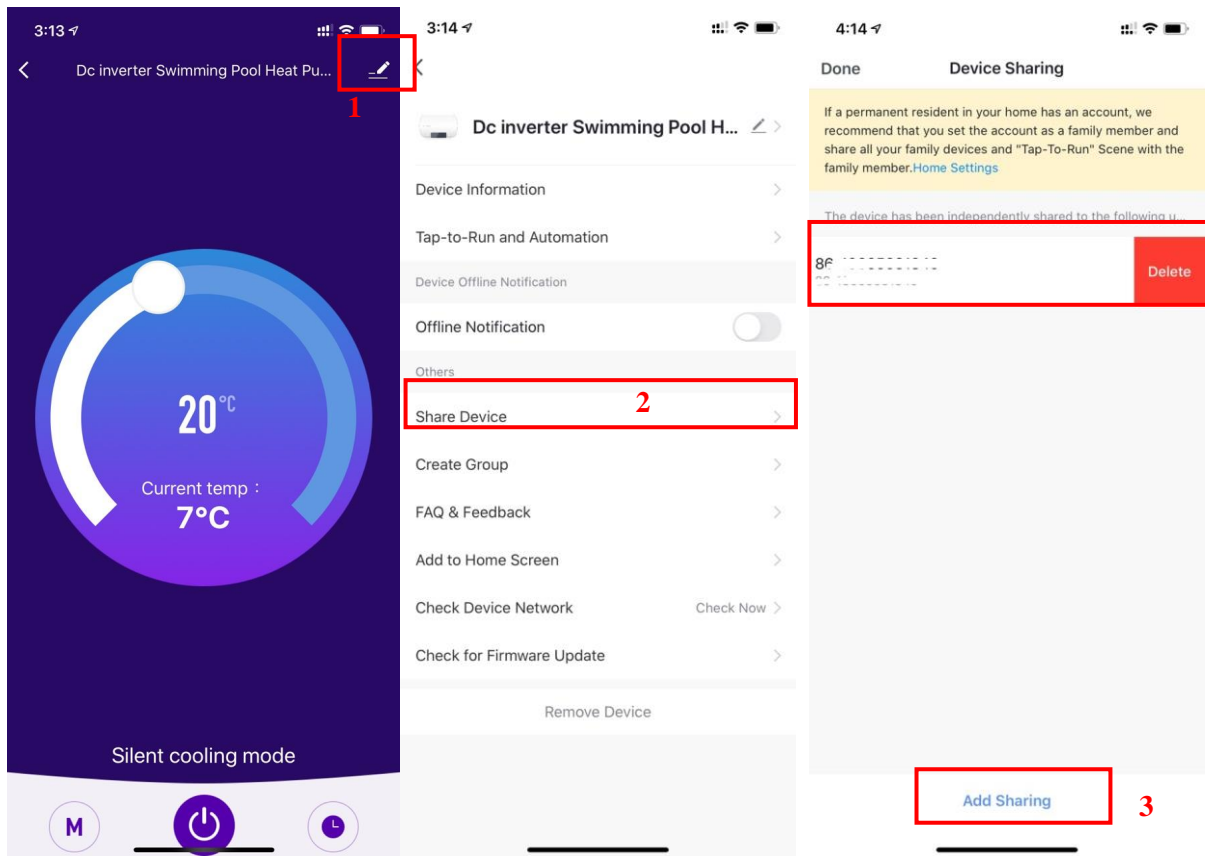 3:13
Dc inverter Swimming Pool Heat Pu...
1
20°C
Current temp :
7°C
Silent cooling mode
M
3:14
Dc inverter Swimming Pool H...
Device Information
Tap-to-Run and Automation
Device Offline Notification
Offline Notification
Others
Share Device
2
Create Group
FAQ & Feedback
Add to Home Screen
Check Device Network
Check Now
Check for Firmware Update
Remove Device
4:14
Done
Device Sharing
If a permanent resident in your home has an account, we
recommend that you set the account as a family member and
share all your family devices and "Tap-To-Run" Scene with the
family member.Home Settings
The device has been independently shared to the following u...
Delete
Add Sharing
3